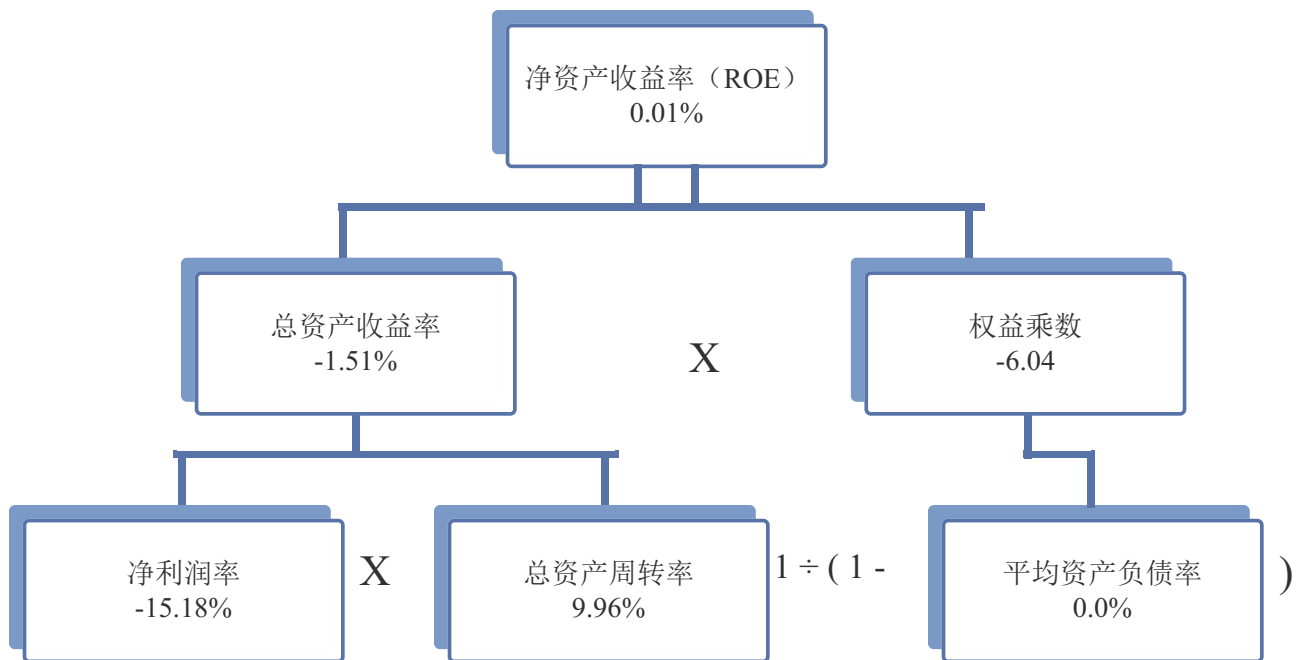 净资产收益率（ROE）
0.01%
总资产收益率
-1.51%
X
权益乘数
-6.04
净利润率
-15.18%
X
总资产周转率
9.96%
1 ÷ ( 1 -
平均资产负债率
0.0%
)